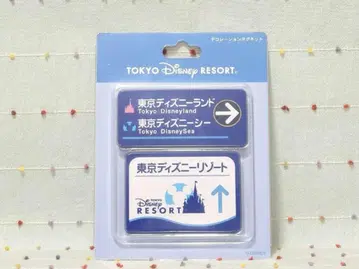 デコレーションマグネット
TOKYO Disney RESORT®
東京ディズニーランド
Tokyo Disneyland
東京ディズニーシー
Tokyo DisneySea
東京ディズニーリゾート
TOKYO
Disney
RESORT